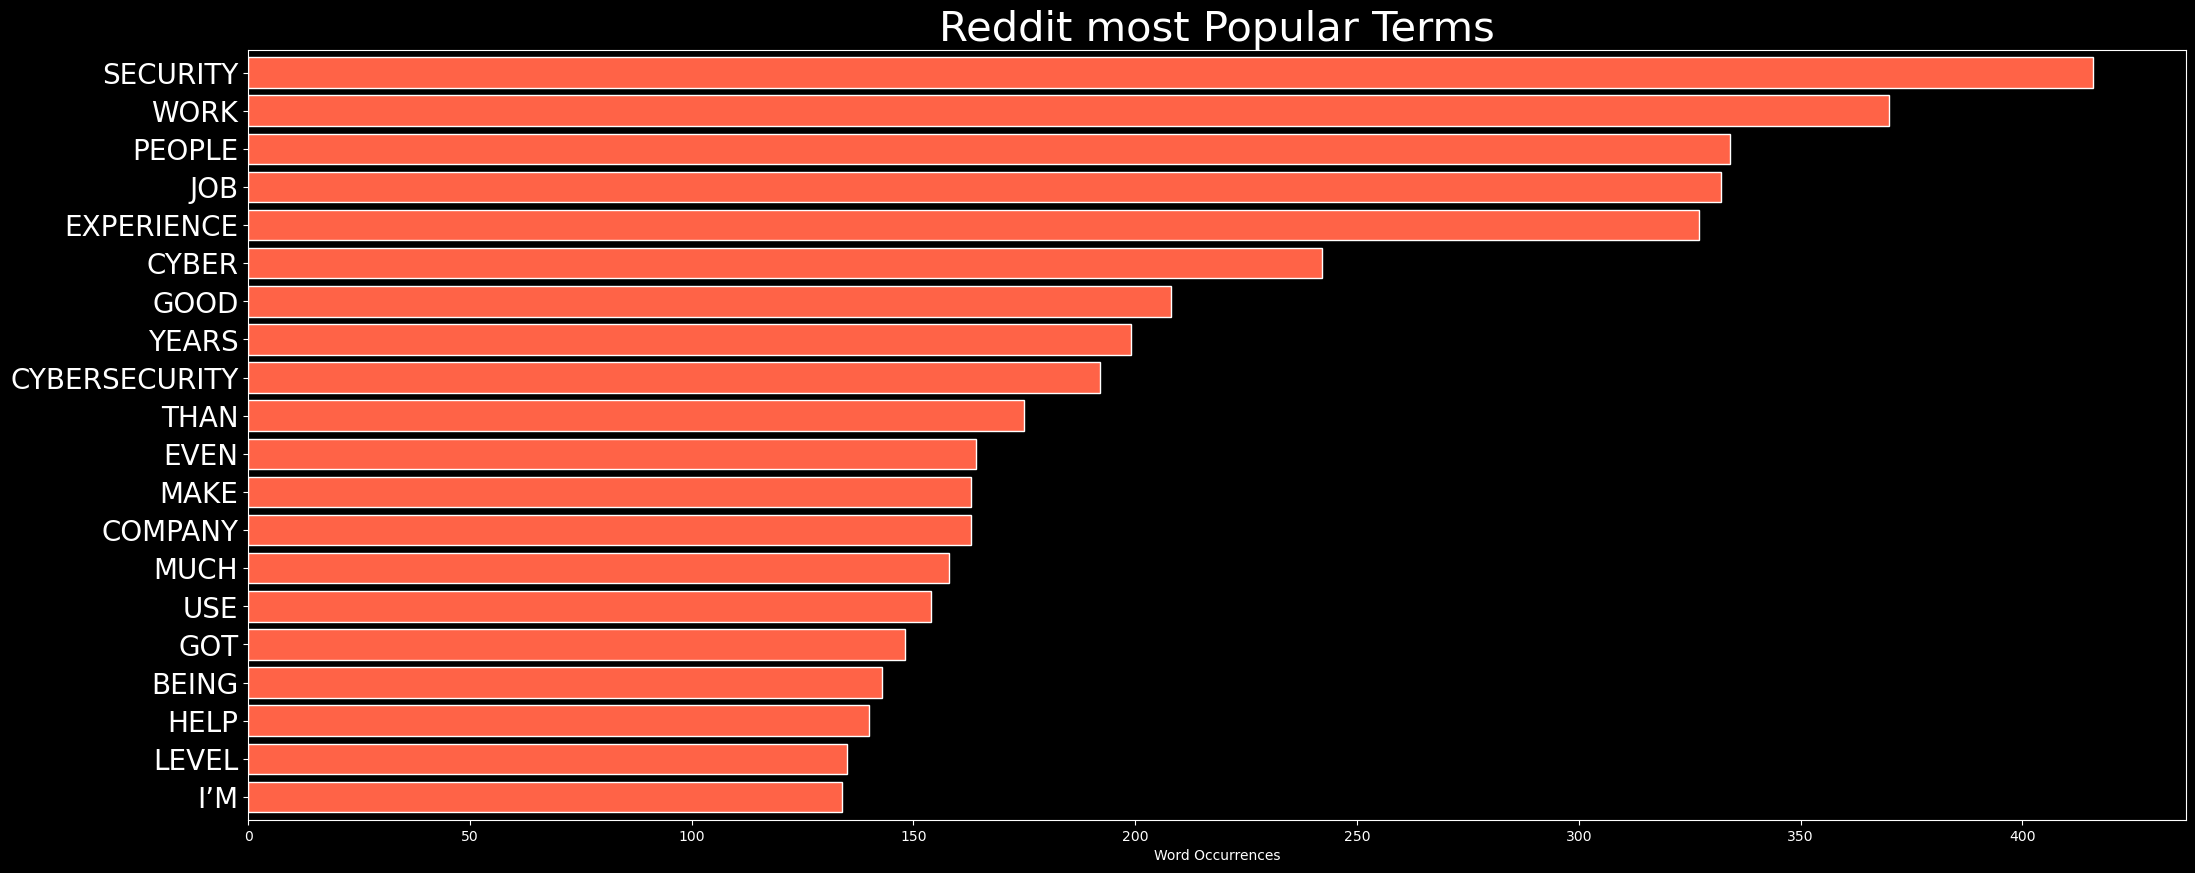 Reddit most Popular Terms
SECURITY
WORK
PEOPLE
JOB
EXPERIENCE
CYBER
GOOD
YEARS
CYBERSECURITY
THAN
EVEN
MAKE
COMPANY
MUCH
USE
GOT
BEING
HELP
LEVEL
I’M
0 50 100 150 200 250 300 350 400
Word Occurrences